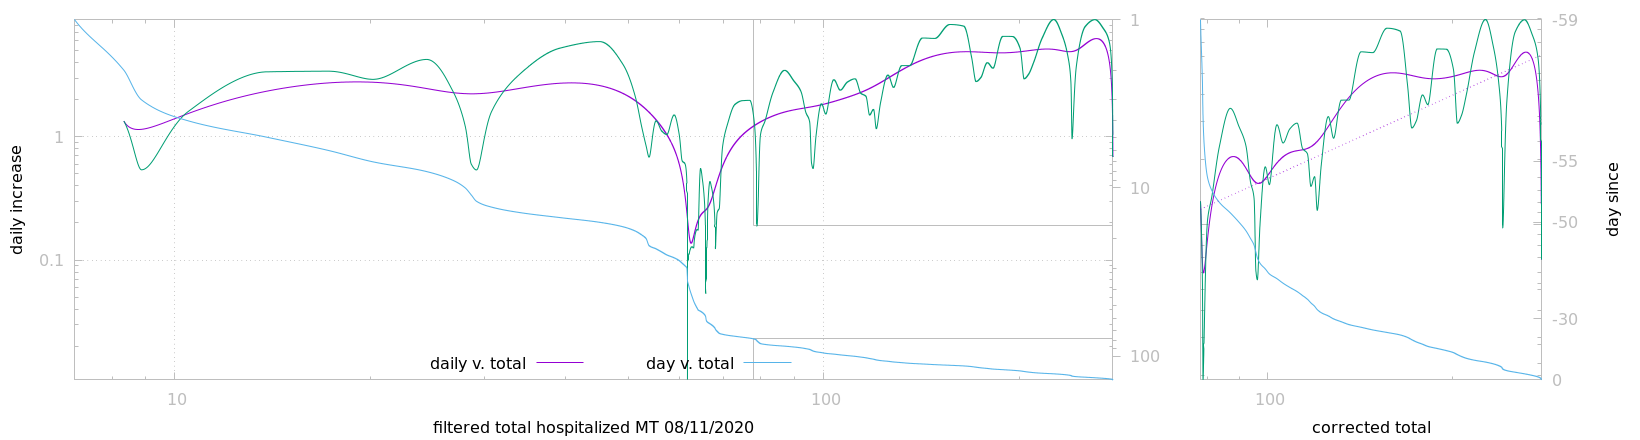 daily increase
1
0.1
10
100
1
10
100
daily v. total
day v. total
filtered total hospitalized MT 08/11/2020
-59
-55
-50
-30
0
100
day since
corrected total